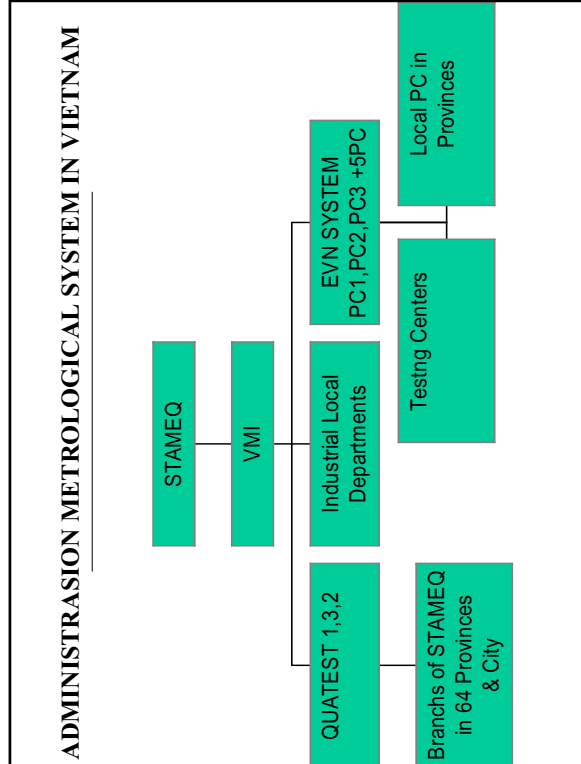 ADMINISTRASION METROLOGICAL SYSTEM IN VIETNAM
STAMEQ
VMI
QUATEST 1,3,2
Industrial Local
Departments
EVN SYSTEM
PC1,PC2,PC3 +5PC
Branchs of STAMEQ
in 64 Provinces
& City
Testng Centers
Local PC in
Provinces